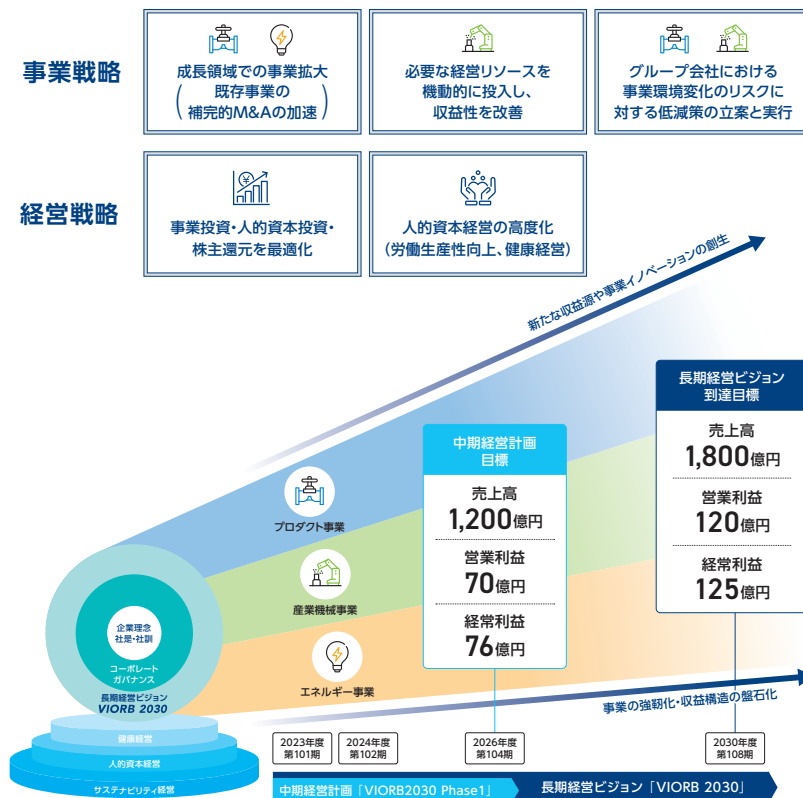 事業戦略
成長領域での事業拡大
(既存事業の
補完的M&Aの加速)
必要な経営リソースを
機動的に投入し、
収益性を改善
グループ会社における
事業環境変化のリスクに
対する低減策の立案と実行
経営戦略
事業投資・人的資本投資・
株主還元を最適化
人的資本経営の高度化
(労働生産性向上、健康経営)
新たな収益源や事業イノベーションの創生
長期経営ビジョン
到達目標
売上高
1,800億円
営業利益
120億円
経常利益
125億円
中期経営計画
目標
売上高
1,200億円
営業利益
70億円
経常利益
76億円
プロダクト事業
産業機械事業
エネルギー事業
企業理念
社是・社訓
コーポレート
ガバナンス
長期経営ビジョン
VIORB 2030
健康経営
人的資本経営
サステナビリティ経営
事業の強靭化・収益構造の盤石化
2023年度
第101期
2024年度
第102期
2026年度
第104期
2030年度
第108期
中期経営計画「VIORB2030 Phase1」
長期経営ビジョン「VIORB 2030」